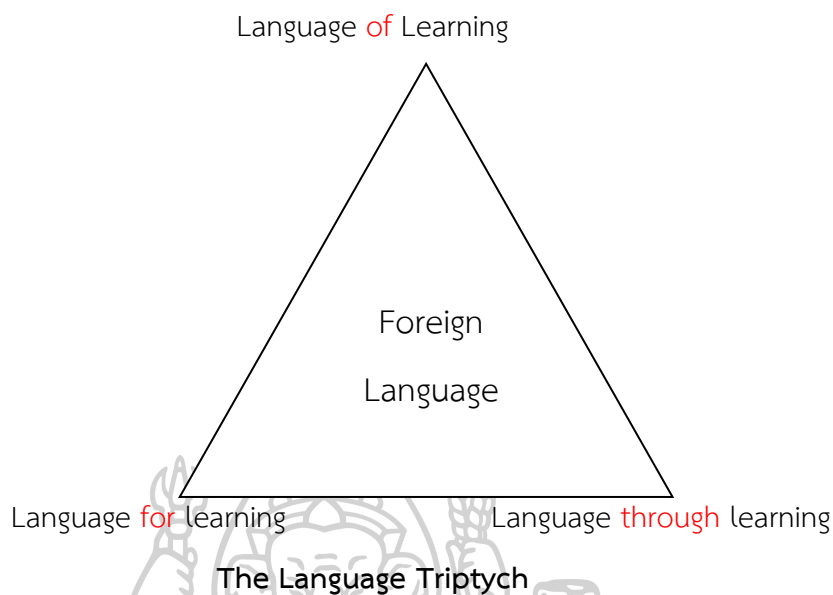 Language of Learning
Foreign
Language
Language for learning
Language through learning
The Language Triptych